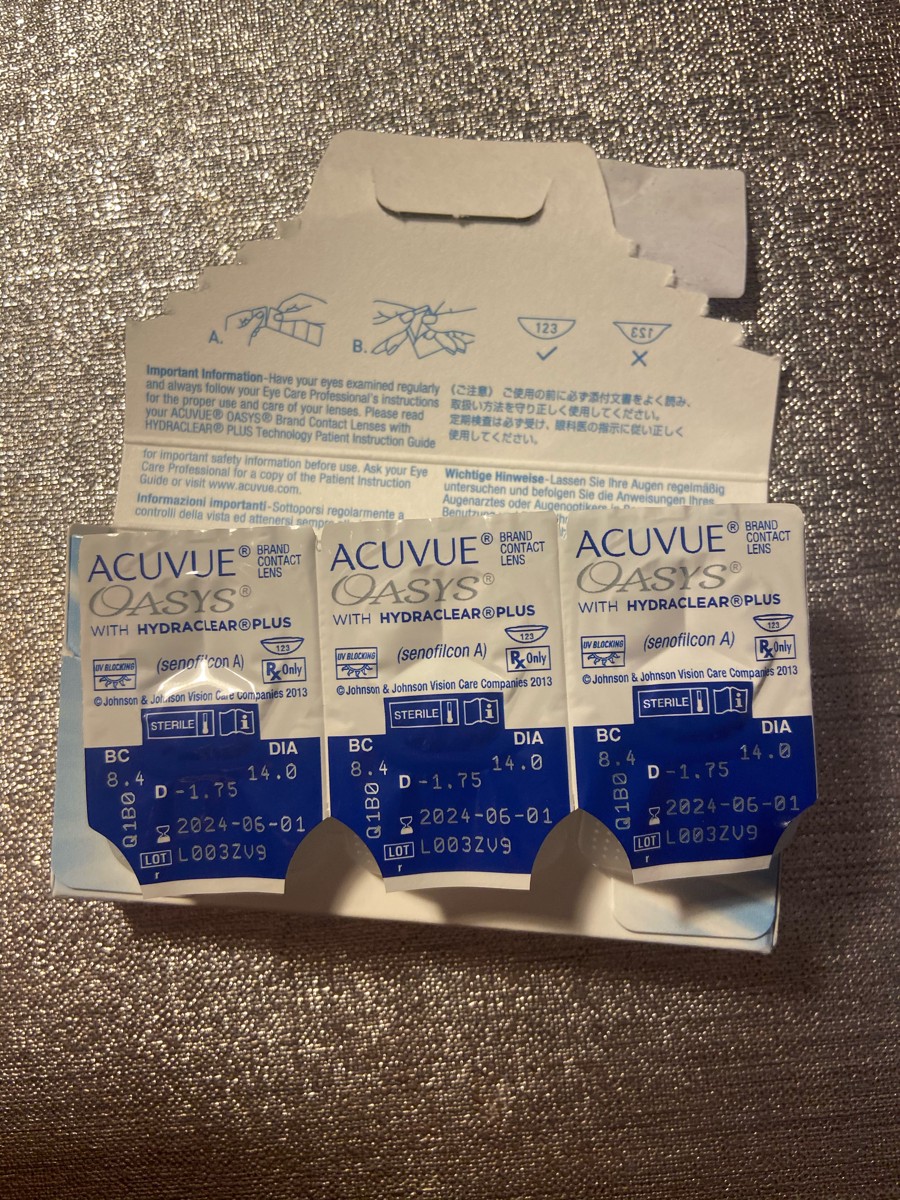 A.
B.
123
123
Important Information-Have your eyes examined regularly
and always follow your Eye Care Professional's instructions
for the proper use and care of your lenses. Please read
your ACUVUE® OASYS® Brand Contact Lenses with
HYDRACLEAR® PLUS Technology Patient Instruction Guide
for important safety information before use. Ask your Eye
Care Professional for a copy of the Patient Instruction
Guide or visit www.acuvue.com.
Informazioni importanti-Sottoporsi regolarmente a
controlli della vista ed attenersi sempre
《ご注意》 ご使用の前に必ず添付文書をよく読み、
取扱い方法を守り正しく使用してください。
定期検査は必ず受け、眼科医の指示に従い正しく
使用してください。
Wichtige Hinweise-Lassen Sie Ihre Augen regelmäßig
untersuchen und befolgen Sie die Anweisungen Ihres
Augenarztes oder Augenoptikers
ACUVUE® BRAND
CONTACT
LENS
OASYS®
WITH HYDRACLEAR®PLUS
123
UV BLOCKING
(senofilcon A)
Rx Only
©Johnson & Johnson Vision Care Companies 2013
STERILE
BC
DIA
8.4
14.0
D -1.75
Q1B0
2024-06-01
LOT L003ZV9
r
ACUVUE® BRAND
CONTACT
LENS
OASYS®
WITH HYDRACLEAR®PLUS
123
UV BLOCKING
(senofilcon A)
Rx Only
©Johnson & Johnson Vision Care Companies 2013
STERILE
BC
DIA
8.4
14.0
D -1.75
Q1B0
2024-06-01
LOT L003ZV9
r
ACUVUE® BRAND
CONTACT
LENS
OASYS®
WITH HYDRACLEAR®PLUS
123
UV BLOCKING
(senofilcon A)
Rx Only
©Johnson & Johnson Vision Care Companies 2013
STERILE
BC
DIA
8.4
14.0
D -1.75
Q1B0
2024-06-01
LOT L003ZV9
r